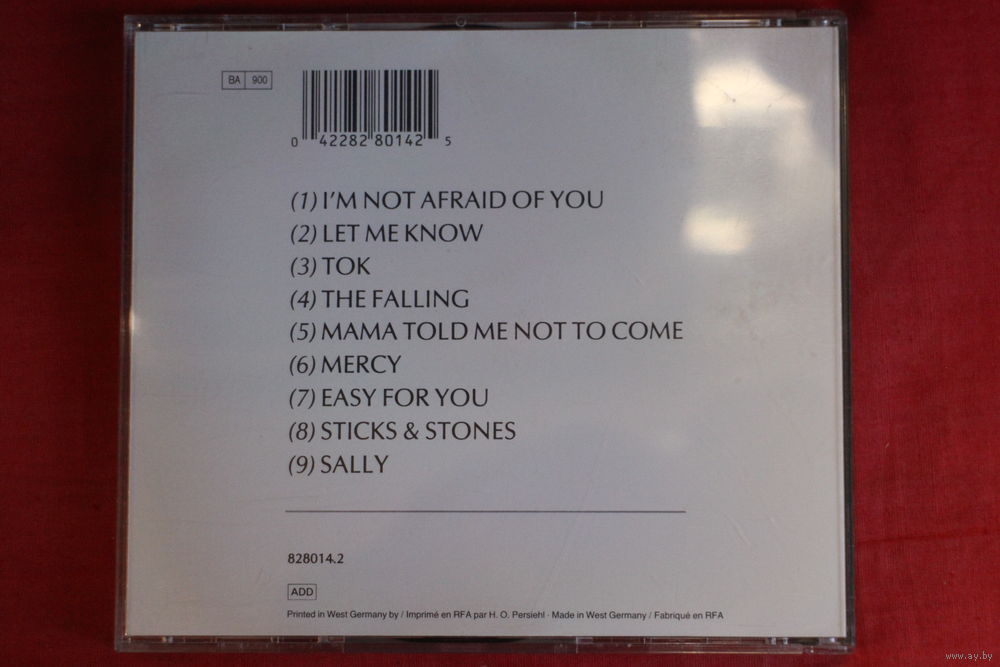 BA 900
0 42282 80142 5
(1) I'M NOT AFRAID OF YOU
(2) LET ME KNOW
(3) TOK
(4) THE FALLING
(5) MAMA TOLD ME NOT TO COME
(6) MERCY
(7) EASY FOR YOU
(8) STICKS & STONES
(9) SALLY
828014.2
ADD
Printed in West Germany by / Imprimé en RFA par H. O. Persiehl · Made in West Germany / Fabriqué en RFA
www.ay.by